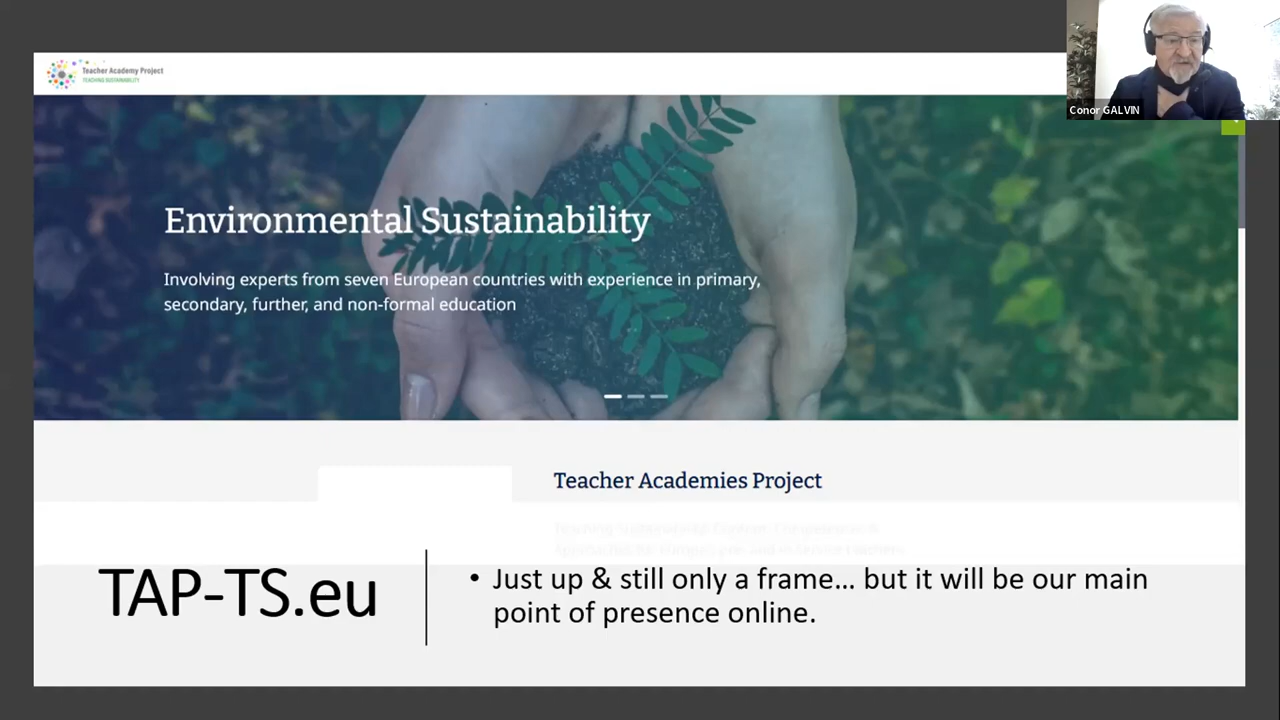 Teacher Academy Project
TEACHING SUSTAINABILITY
Conor GALVIN
Environmental Sustainability
Involving experts from seven European countries with experience in primary,
secondary, further, and non-formal education
Teacher Academies Project
TAP-TS.eu
• Just up & still only a frame... but it will be our main
point of presence online.